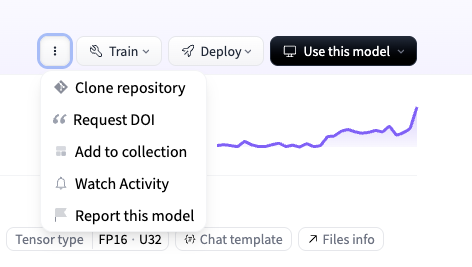 Train
Deploy
Use this model
Clone repository
Request DOI
Add to collection
Watch Activity
Report this model
Tensor type FP16 · U32
Chat template
Files info